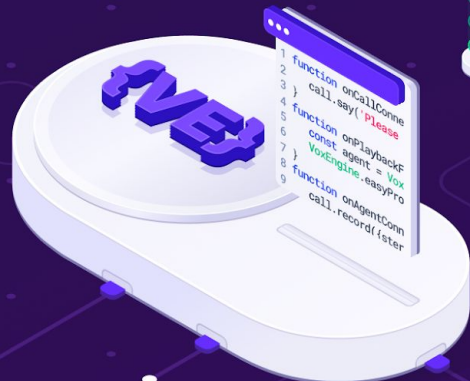 {VE}
1 function onCallConne
2 call.say('Please
3 }
4 function onPlaybackF
5 const agent = Vox
6 VoxEngine.easyPro
7 }
8 function onAgentConn
9 call.record({ster